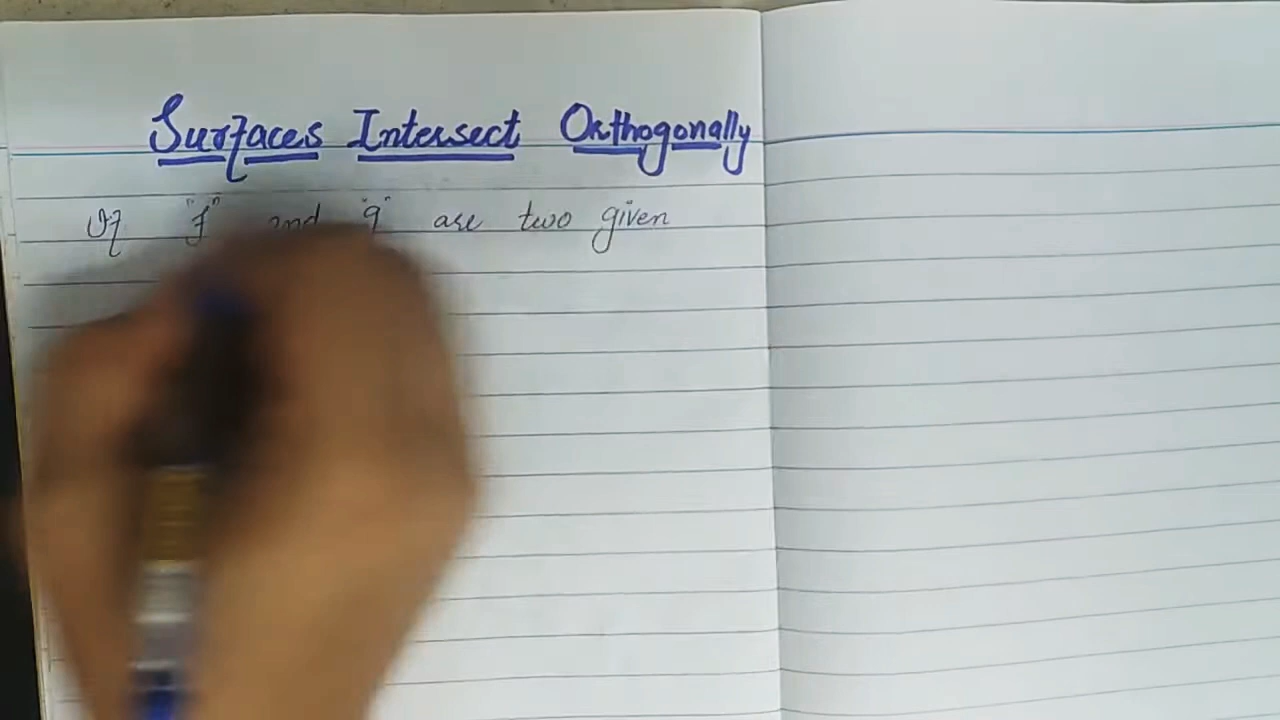 Surfaces Intersect Orthogonally
If "f" and "g" are two given